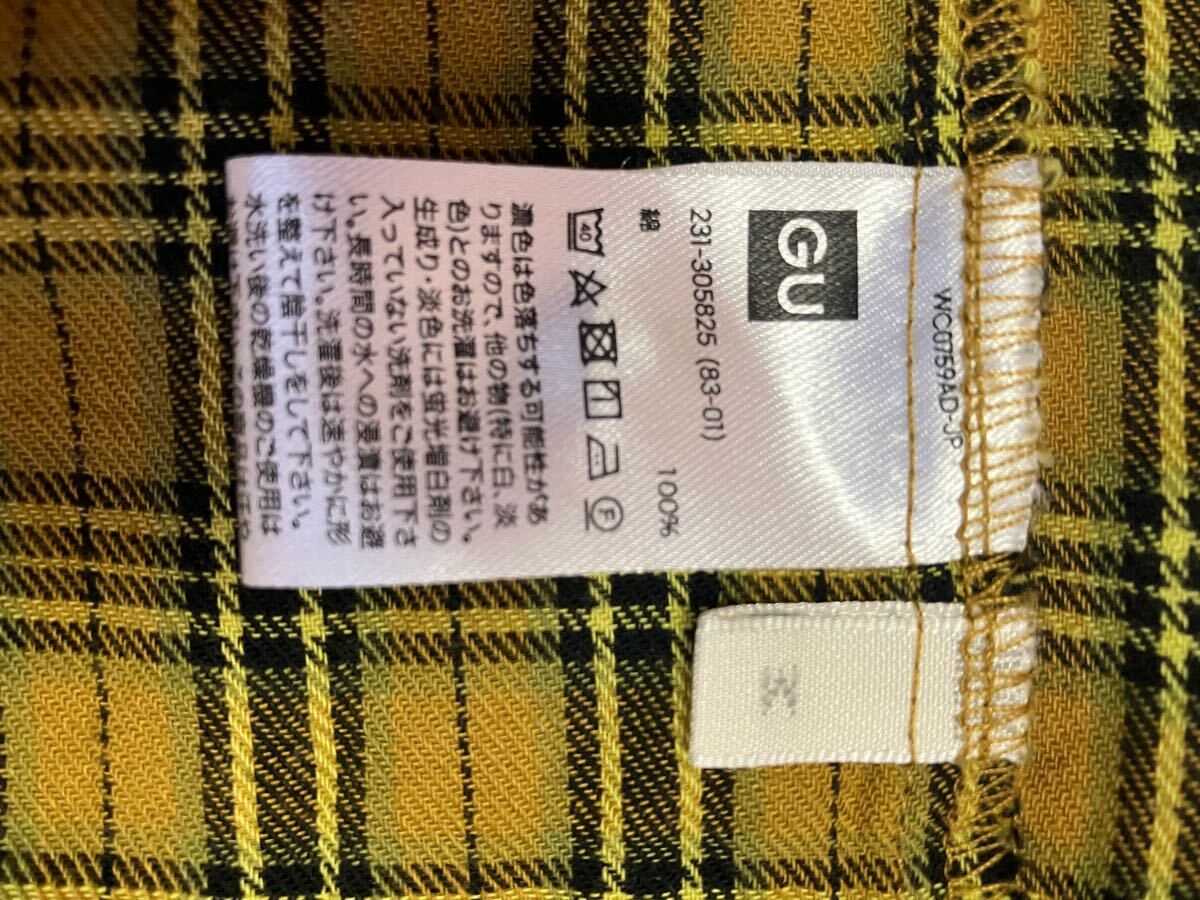 WC0759AD-JP
GU
231-305825 (83-01)
綿 100%
40 F
濃色は色落ちする可能性があ
りますので、他の物(特に白、淡
色)とのお洗濯はお避け下さい。
生成り・淡色には蛍光増白剤の
入っていない洗剤をご使用下さ
い。長時間の水への浸漬はお避
け下さい。洗濯後は速やかに形
を整えて陰干しをして下さい。
水洗い後の乾燥機のご使用は